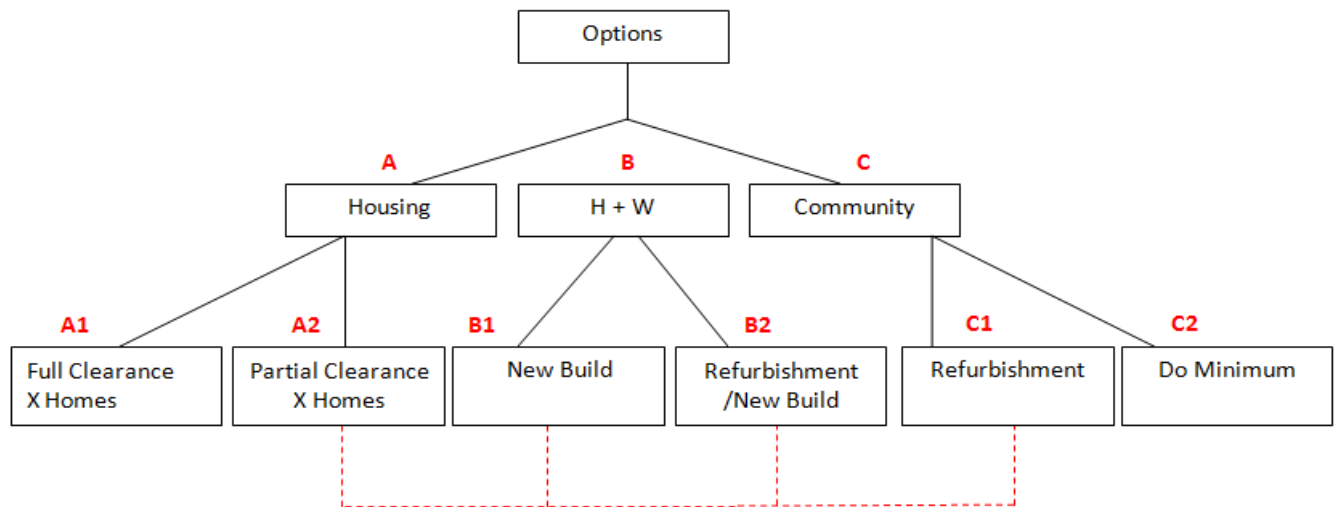 Options
A
B
C
Housing
H + W
Community
A1
A2
B1
B2
C1
C2
Full Clearance
X Homes
Partial Clearance
X Homes
New Build
Refurbishment
/New Build
Refurbishment
Do Minimum